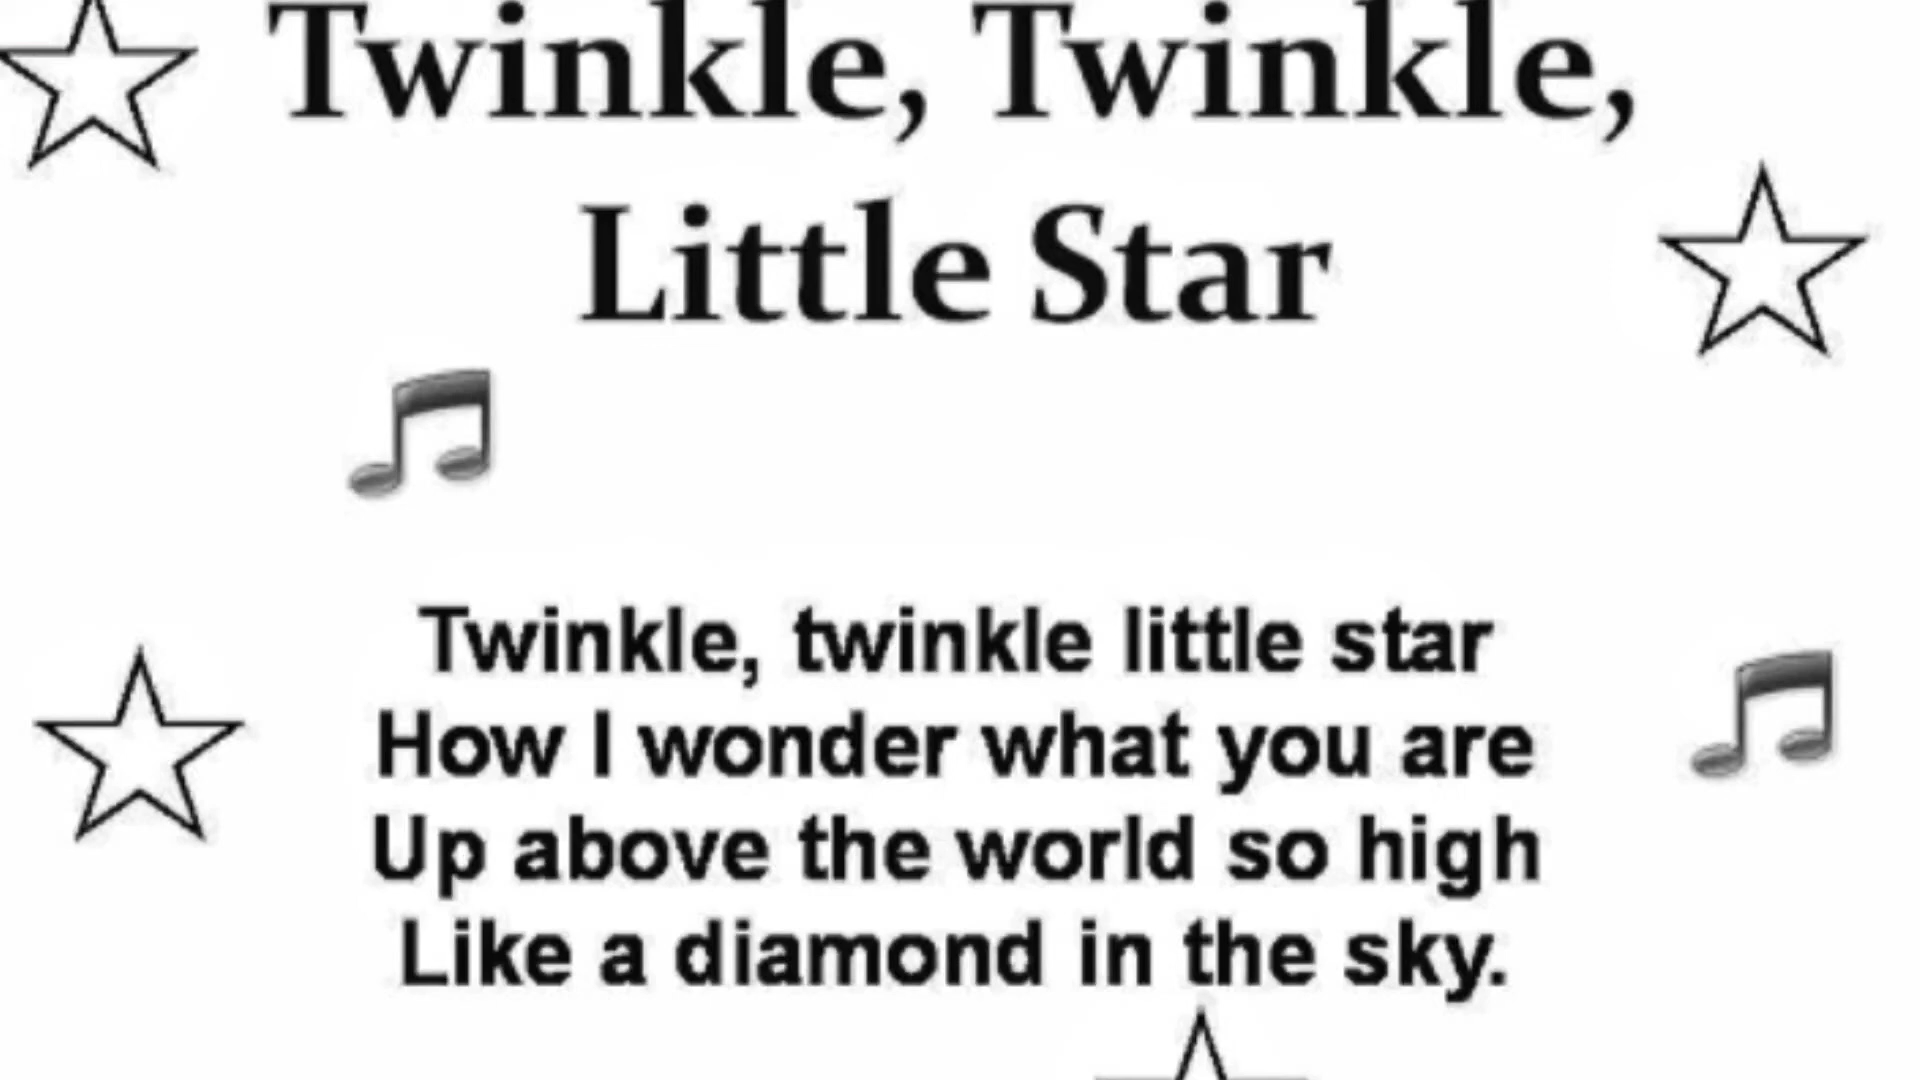 Twinkle, Twinkle,
Little Star
Twinkle, twinkle little star
How I wonder what you are
Up above the world so high
Like a diamond in the sky.